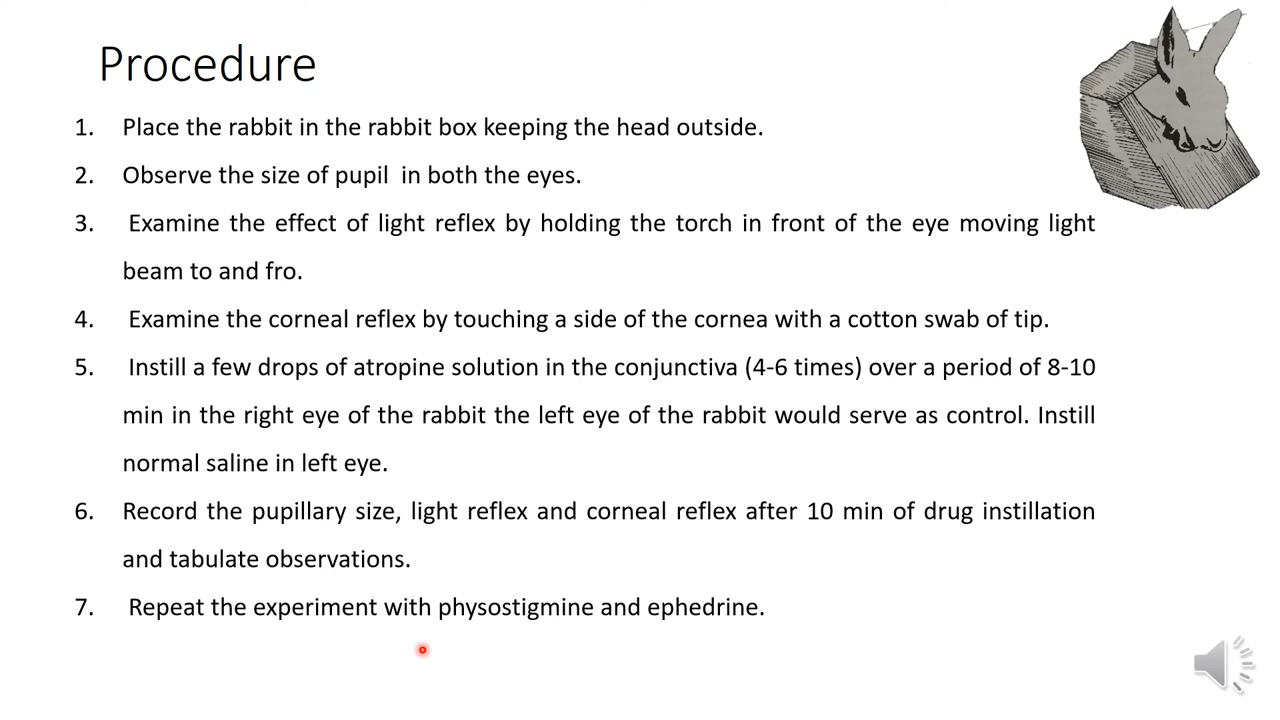 Procedure
1. Place the rabbit in the rabbit box keeping the head outside.
2. Observe the size of pupil  in both the eyes.
3. Examine the effect of light reflex by holding the torch in front of the eye moving light
beam to and fro.
4. Examine the corneal reflex by touching a side of the cornea with a cotton swab of tip.
5. Instill a few drops of atropine solution in the conjunctiva (4-6 times) over a period of 8-10
min in the right eye of the rabbit the left eye of the rabbit would serve as control. Instill
normal saline in left eye.
6. Record the pupillary size, light reflex and corneal reflex after 10 min of drug instillation
and tabulate observations.
7. Repeat the experiment with physostigmine and ephedrine.